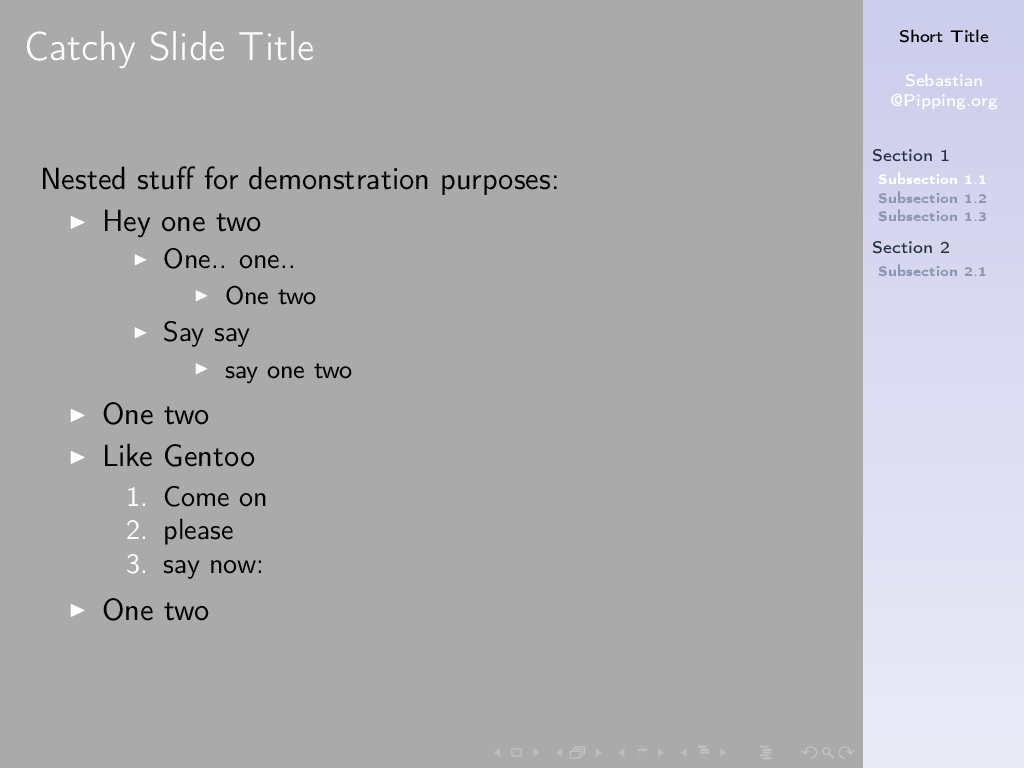 Catchy Slide Title
Nested stuff for demonstration purposes:
Hey one two
One.. one..
One two
Say say
say one two
One two
Like Gentoo
1. Come on
2. please
3. say now:
One two
Short Title
Sebastian
@Pipping.org
Section 1
Subsection 1.1
Subsection 1.2
Subsection 1.3
Section 2
Subsection 2.1